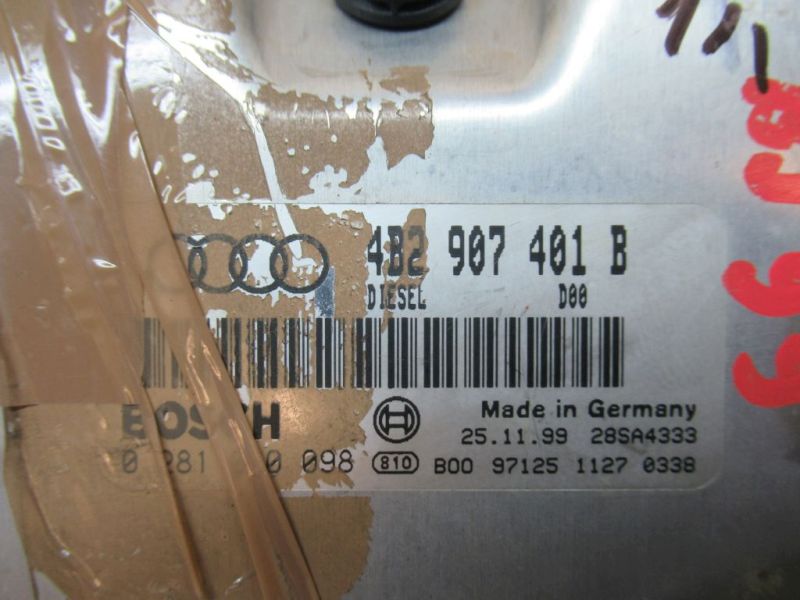 4B2 907 401 B
DIESEL D00
BOSCH
Made in Germany
25.11.99 28SA4333
0 281 098 810 B00 97125 1127 0338